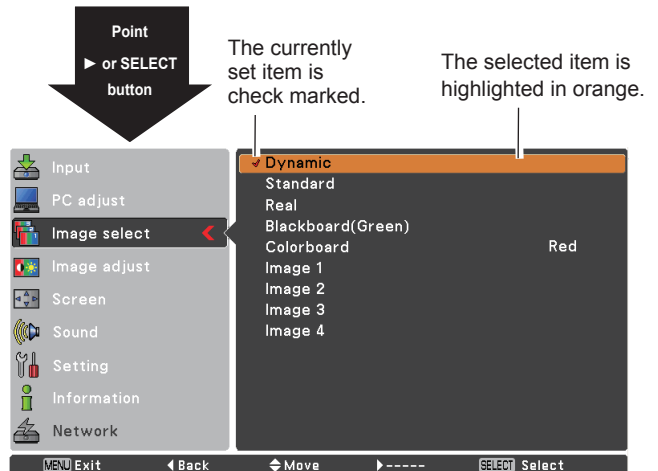 Point
► or SELECT
button
The currently
set item is
check marked.
The selected item is
highlighted in orange.
Input
PC adjust
Image select
Image adjust
Screen
Sound
Setting
Information
Network
✔ Dynamic
Standard
Real
Blackboard(Green)
Colorboard Red
Image 1
Image 2
Image 3
Image 4
MENU Exit ◀ Back ◆ Move ▶ ----- SELECT Select